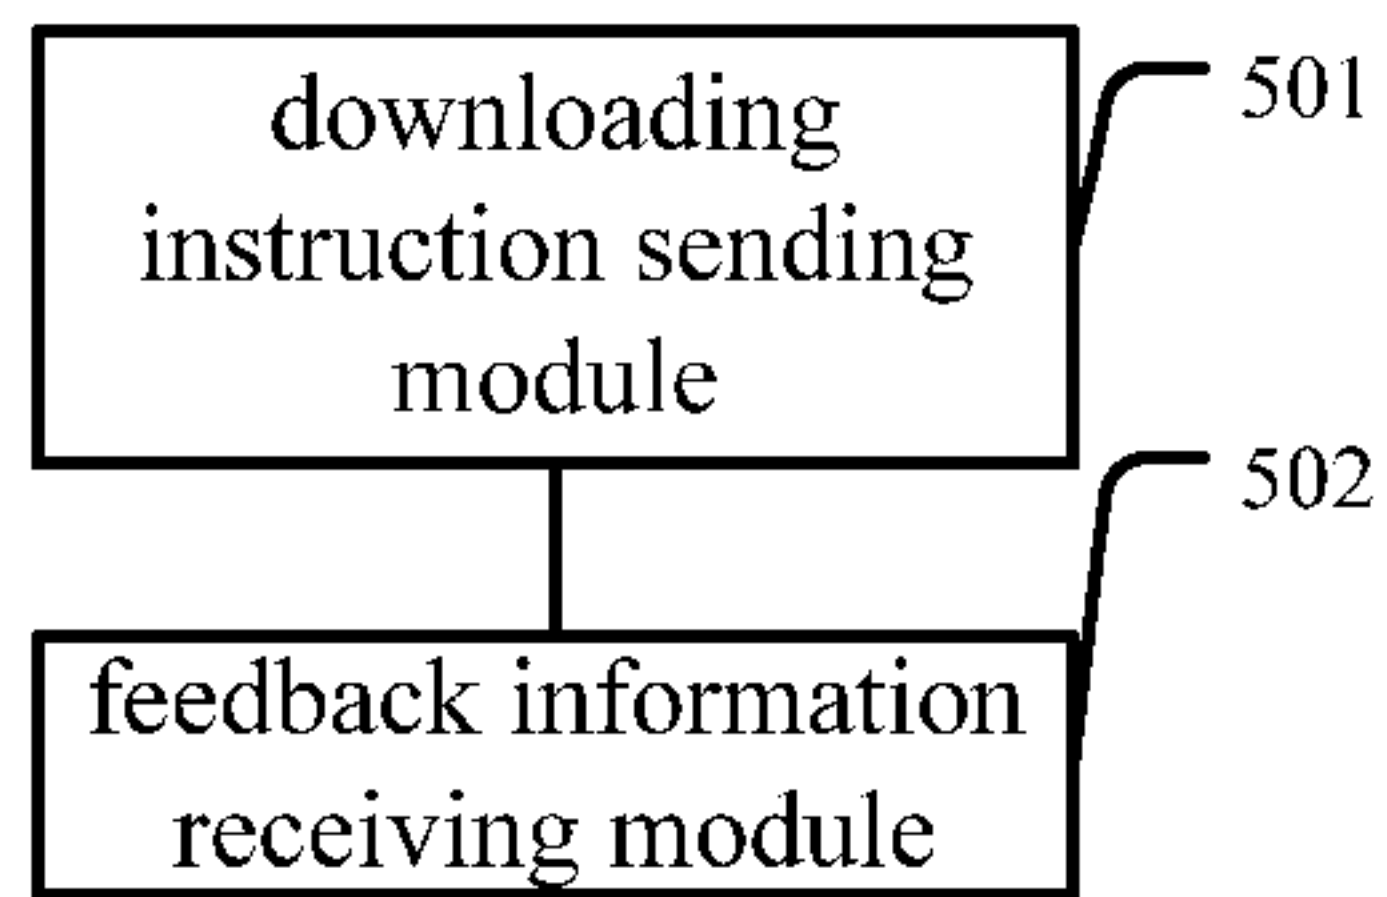 downloading
instruction sending
module
501
feedback information
receiving module
502